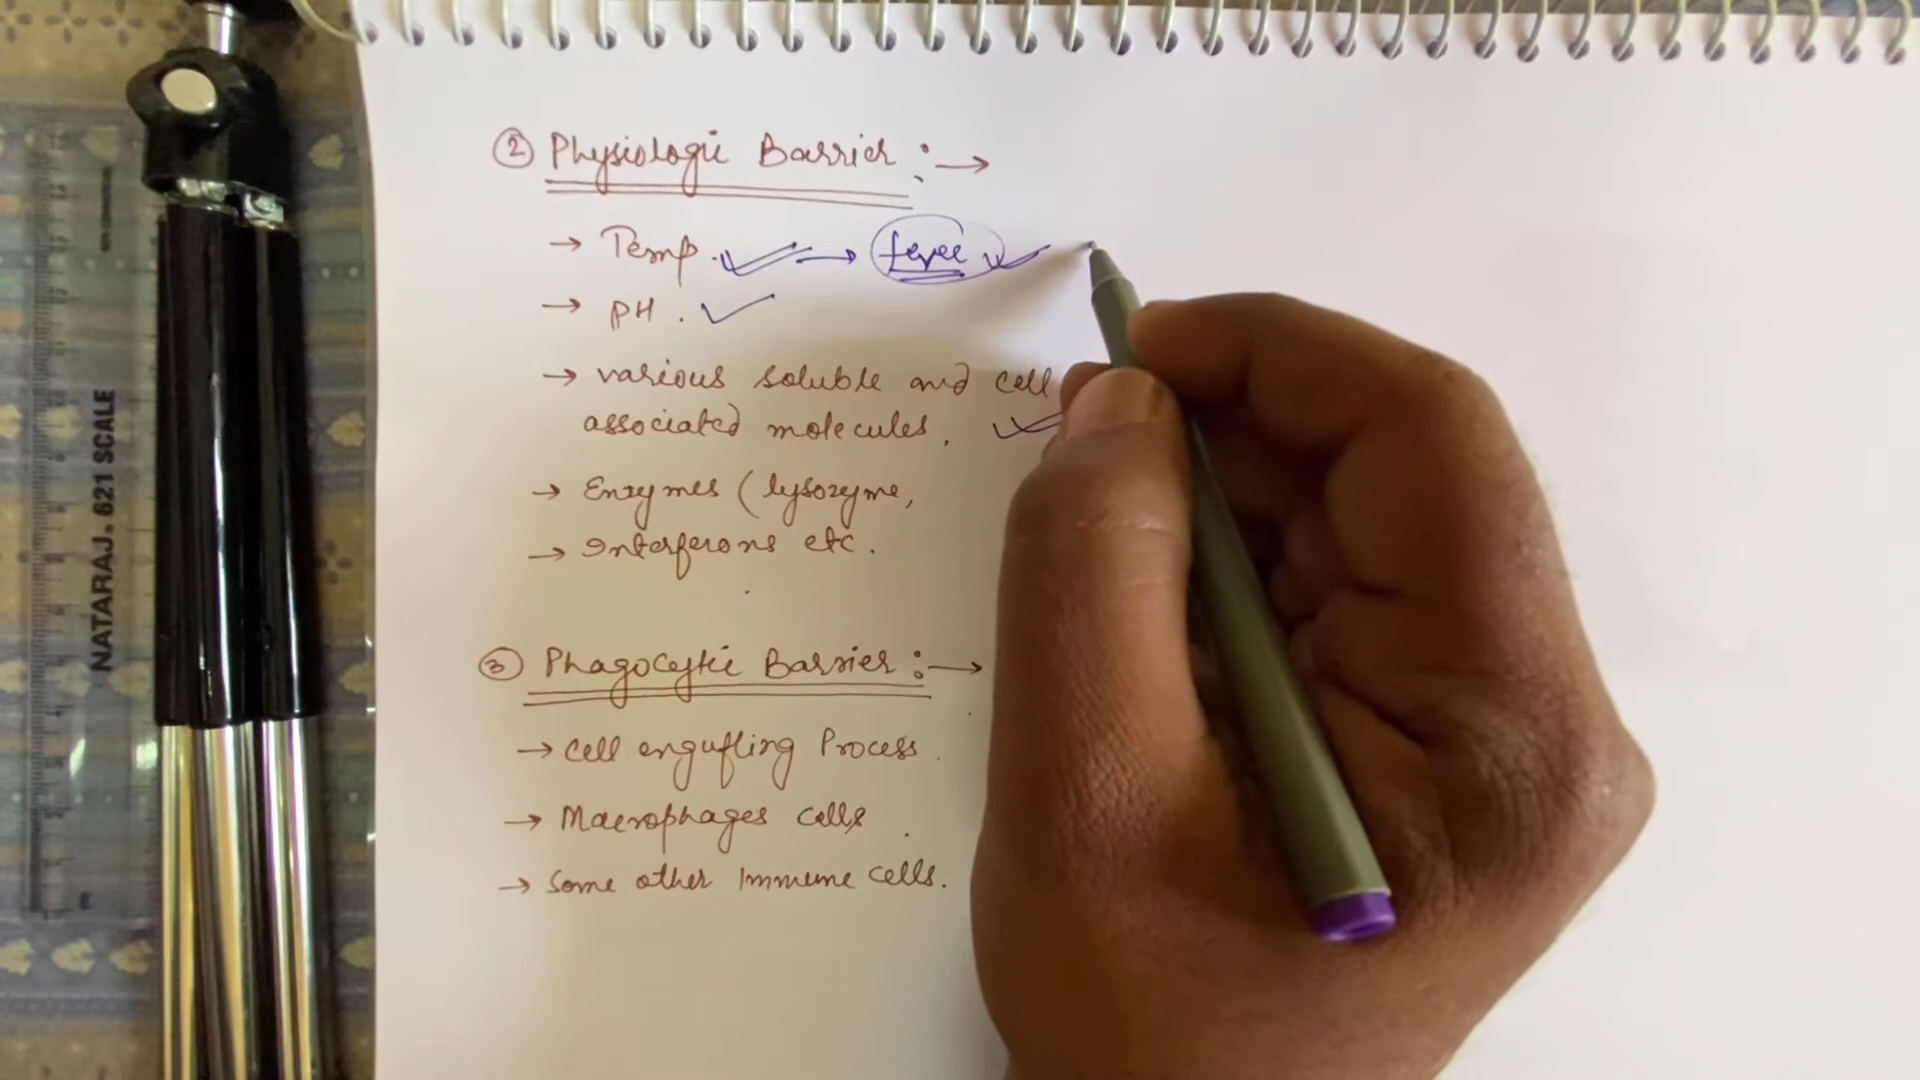 ② Physiologic Barrier :→
→ Temp. → fever
→ pH .
→ various soluble and cell
associated molecules.
→ Enzymes (lysozyme,
→ Interferons etc.
③ Phagocytic Barrier :→
→ Cell engufling Process.
→ Macrophages cells.
→ Some other Immune cells.
NATARAJ. 621 SCALE